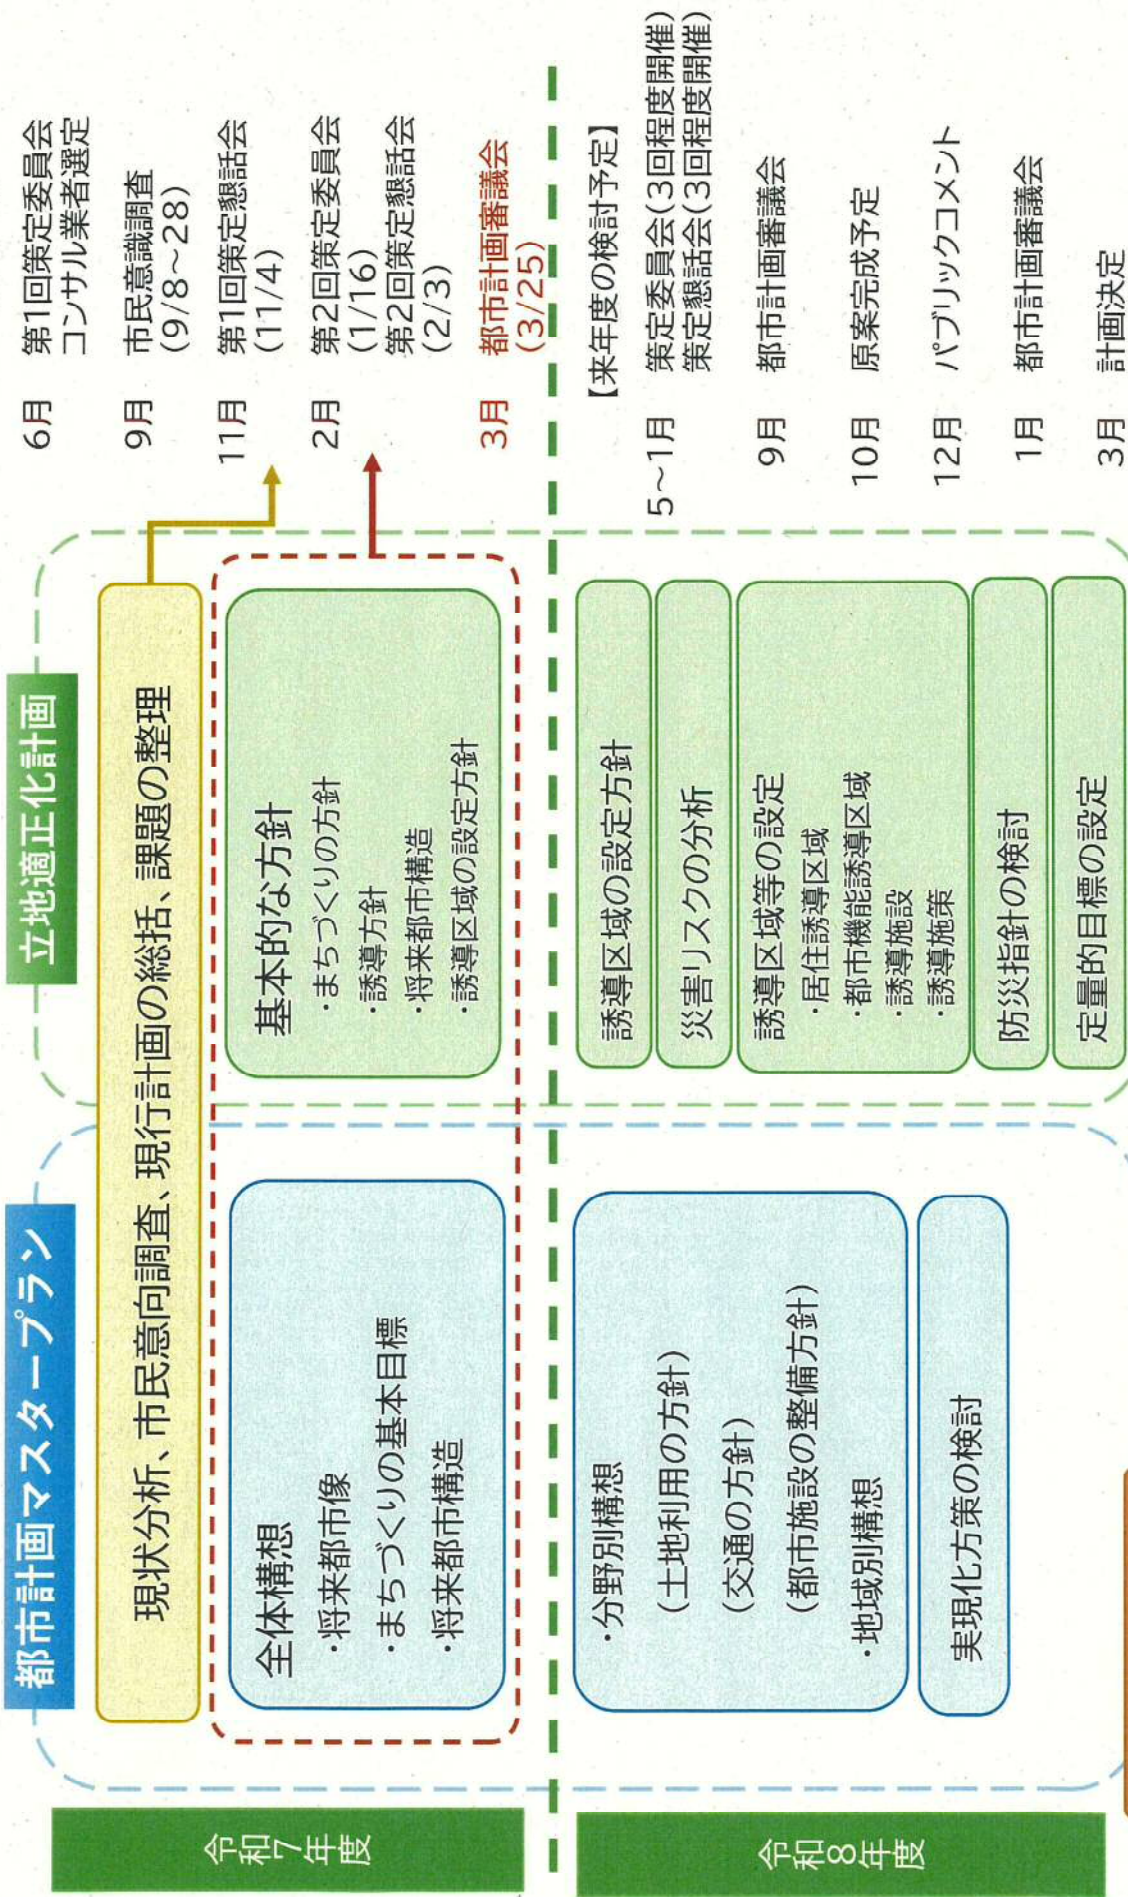 都市計画マスタープラン
立地適正化計画
令和7年度
現状分析、市民意向調査、現行計画の総括、課題の整理
全体構想
・将来都市像
・まちづくりの基本目標
・将来都市構造
基本的な方針
・まちづくりの方針
・誘導方針
・将来都市構造
・誘導区域の設定方針
6月 第1回策定委員会
コンサル業者選定
9月 市民意識調査
(9/8～28)
11月 第1回策定懇話会
(11/4)
2月 第2回策定委員会
(1/16)
第2回策定懇話会
(2/3)
3月 都市計画審議会
(3/25)
令和8年度
・分野別構想
(土地利用の方針)
(交通の方針)
(都市施設の整備方針)
・地域別構想
実現化方策の検討
誘導区域の設定方針
災害リスクの分析
誘導区域等の設定
・居住誘導区域
・都市機能誘導区域
・誘導施設
・誘導施策
防災指針の検討
定量的目標の設定
【来年度の検討予定】
5～1月 策定委員会(3回程度開催)
策定懇話会(3回程度開催)
9月 都市計画審議会
10月 原案完成予定
12月 パブリックコメント
1月 都市計画審議会
3月 計画決定